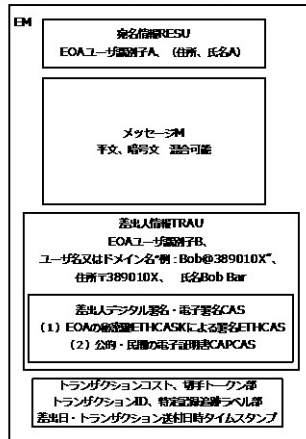 EM
宛名情報RESU
EOAユーザ識別子A、（住所、氏名A）
メッセージM
平文、暗号文　混合可能
差出人情報TRAU
EOAユーザ識別子B、
ユーザ名又はドメイン名"例：Bob@389010X"、
住所〒389010X、　氏名Bob Bar
差出人デジタル署名・電子署名CAS
（1）EOAの秘密鍵ETHCASKによる署名ETHCAS
（2）公的・民間の電子証明書CAPCAS
トランザクションコスト、切手トークン部
トランザクションID、特定記録追跡ラベル部
差出日・トランザクション送付日時タイムスタンプ